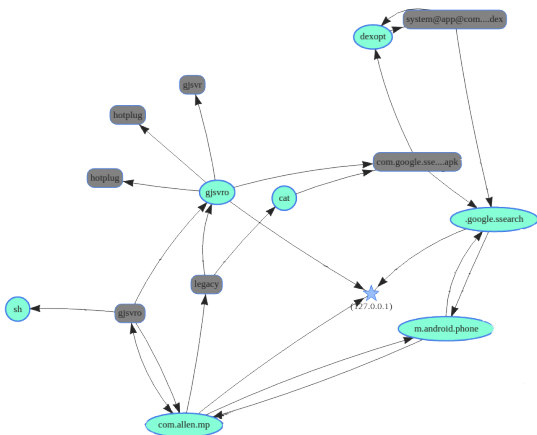 system@app@com....dex
dexopt
gjsvr
hotplug
com.google.sse....apk
hotplug
gjsvro
cat
.google.ssearch
legacy
(127.0.0.1)
sh
gjsvro
m.android.phone
com.allen.mp